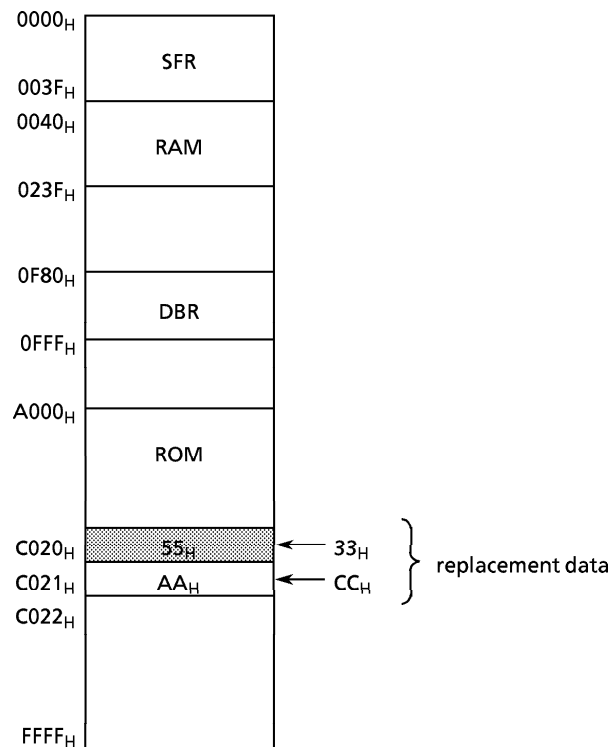 0000H
SFR
003FH
0040H
RAM
023FH
0F80H
DBR
0FFFH
A000H
ROM
C020H 55H 33H
replacement data
C021H AAH CCH
C022H
FFFFH